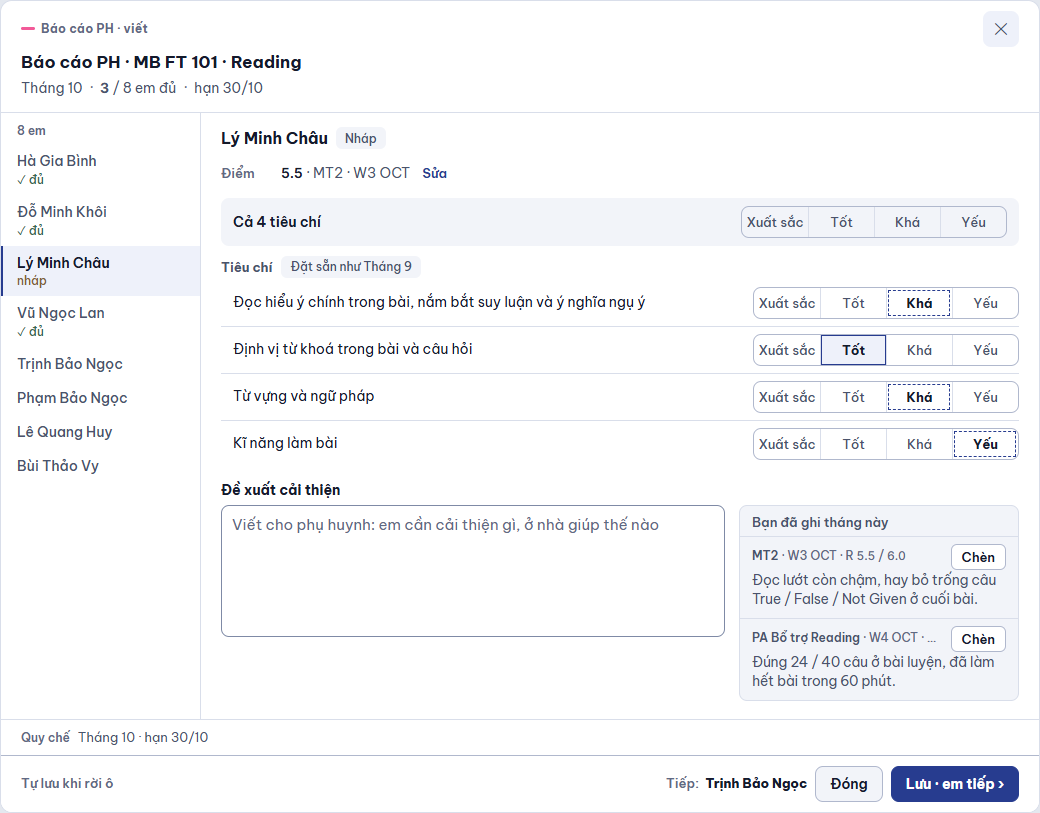 Báo cáo PH · viết
Báo cáo PH · MB FT 101 · Reading
Tháng 10 · 3 / 8 em đủ · hạn 30/10
8 em
Hà Gia Bình
✓ đủ
Đỗ Minh Khôi
✓ đủ
Lý Minh Châu
nháp
Vũ Ngọc Lan
✓ đủ
Trịnh Bảo Ngọc
Phạm Bảo Ngọc
Lê Quang Huy
Bùi Thảo Vy
Lý Minh Châu Nháp
Điểm 5.5 · MT2 · W3 OCT Sửa
Cả 4 tiêu chí Xuất sắc Tốt Khá Yếu
Tiêu chí Đặt sẵn như Tháng 9
Đọc hiểu ý chính trong bài, nắm bắt suy luận và ý nghĩa ngụ ý Xuất sắc Tốt Khá Yếu
Định vị từ khoá trong bài và câu hỏi Xuất sắc Tốt Khá Yếu
Từ vựng và ngữ pháp Xuất sắc Tốt Khá Yếu
Kĩ năng làm bài Xuất sắc Tốt Khá Yếu
Đề xuất cải thiện
Viết cho phụ huynh: em cần cải thiện gì, ở nhà giúp thế nào
Bạn đã ghi tháng này
MT2 · W3 OCT · R 5.5 / 6.0 Chèn
Đọc lướt còn chậm, hay bỏ trống câu
True / False / Not Given ở cuối bài.
PA Bổ trợ Reading · W4 OCT · ... Chèn
Đúng 24 / 40 câu ở bài luyện, đã làm
hết bài trong 60 phút.
Quy chế Tháng 10 · hạn 30/10
Tự lưu khi rời ô
Tiếp: Trịnh Bảo Ngọc Đóng Lưu · em tiếp ›